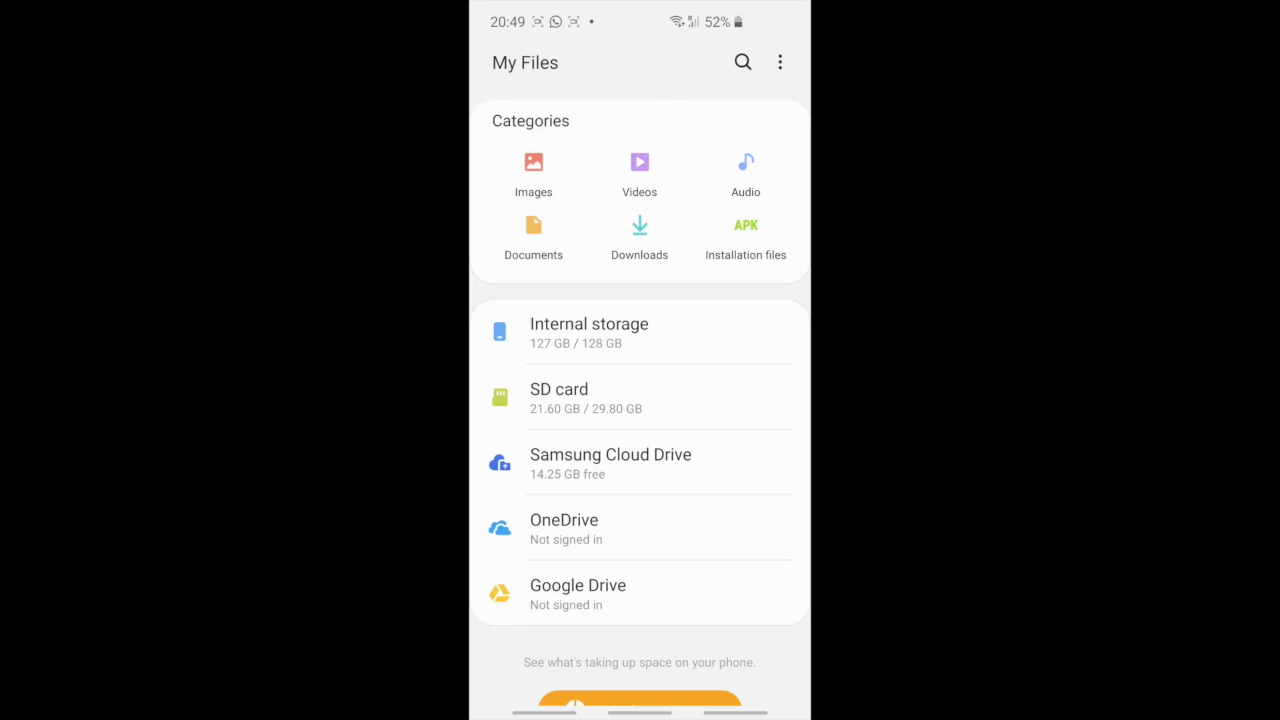 20:49 52%
My Files
Categories
Images Videos Audio
APK
Documents Downloads Installation files
Internal storage
127 GB / 128 GB
SD card
21.60 GB / 29.80 GB
Samsung Cloud Drive
14.25 GB free
OneDrive
Not signed in
Google Drive
Not signed in
See what's taking up space on your phone.